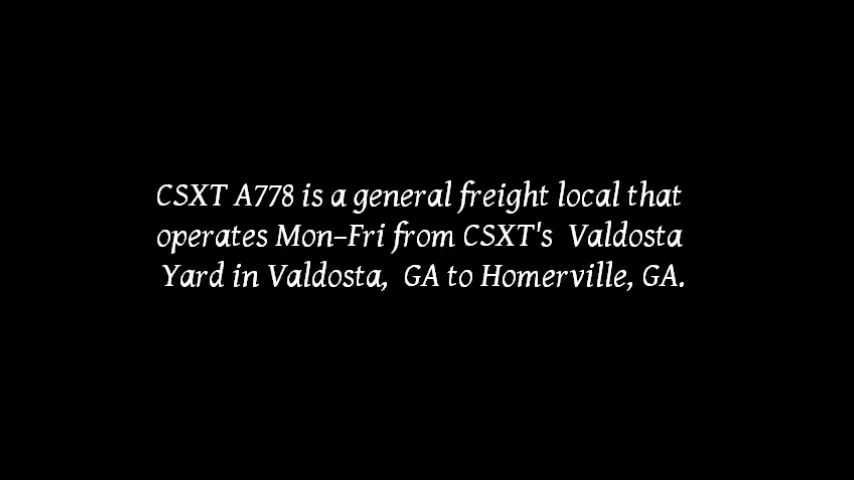 CSXT A778 is a general freight local that
operates Mon-Fri from CSXT's  Valdosta
Yard in Valdosta,  GA to Homerville, GA.